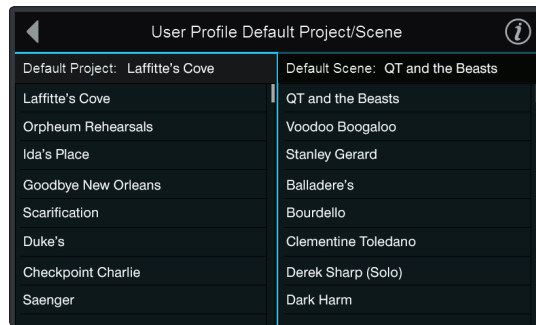 User Profile Default Project/Scene
i
Default Project: Laffitte's Cove
Laffitte's Cove
Orpheum Rehearsals
Ida's Place
Goodbye New Orleans
Scarification
Duke's
Checkpoint Charlie
Saenger
Default Scene: QT and the Beasts
QT and the Beasts
Voodoo Boogaloo
Stanley Gerard
Balladere's
Bourdello
Clementine Toledano
Derek Sharp (Solo)
Dark Harm